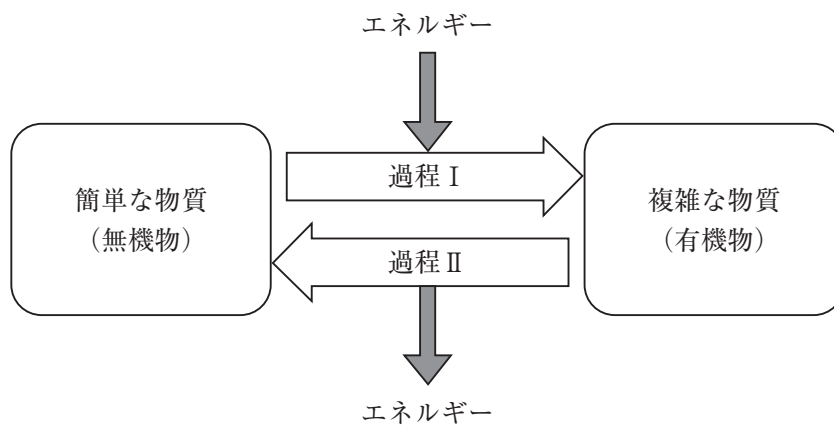 エネルギー
過程Ⅰ
簡単な物質
（無機物）
複雑な物質
（有機物）
過程Ⅱ
エネルギー